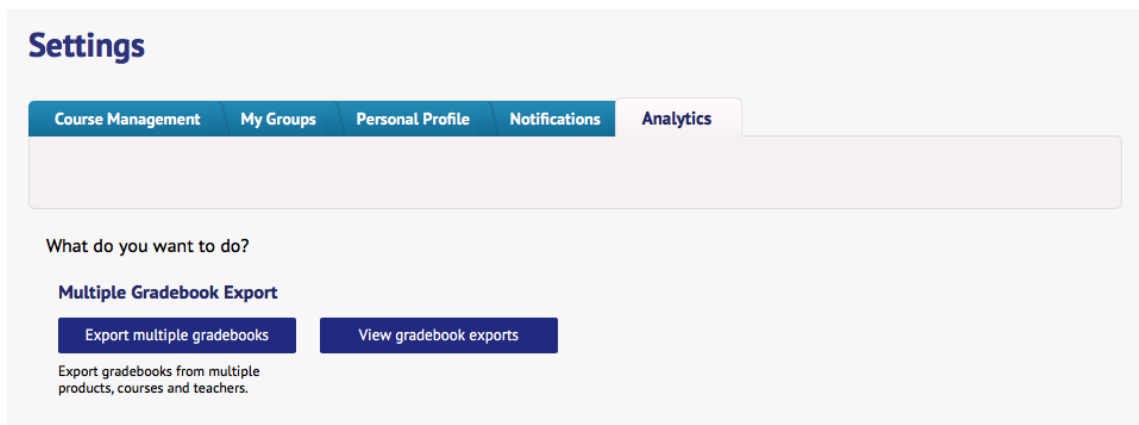 Settings
Course Management My Groups Personal Profile Notifications Analytics
What do you want to do?
Multiple Gradebook Export
Export multiple gradebooks View gradebook exports
Export gradebooks from multiple
products, courses and teachers.